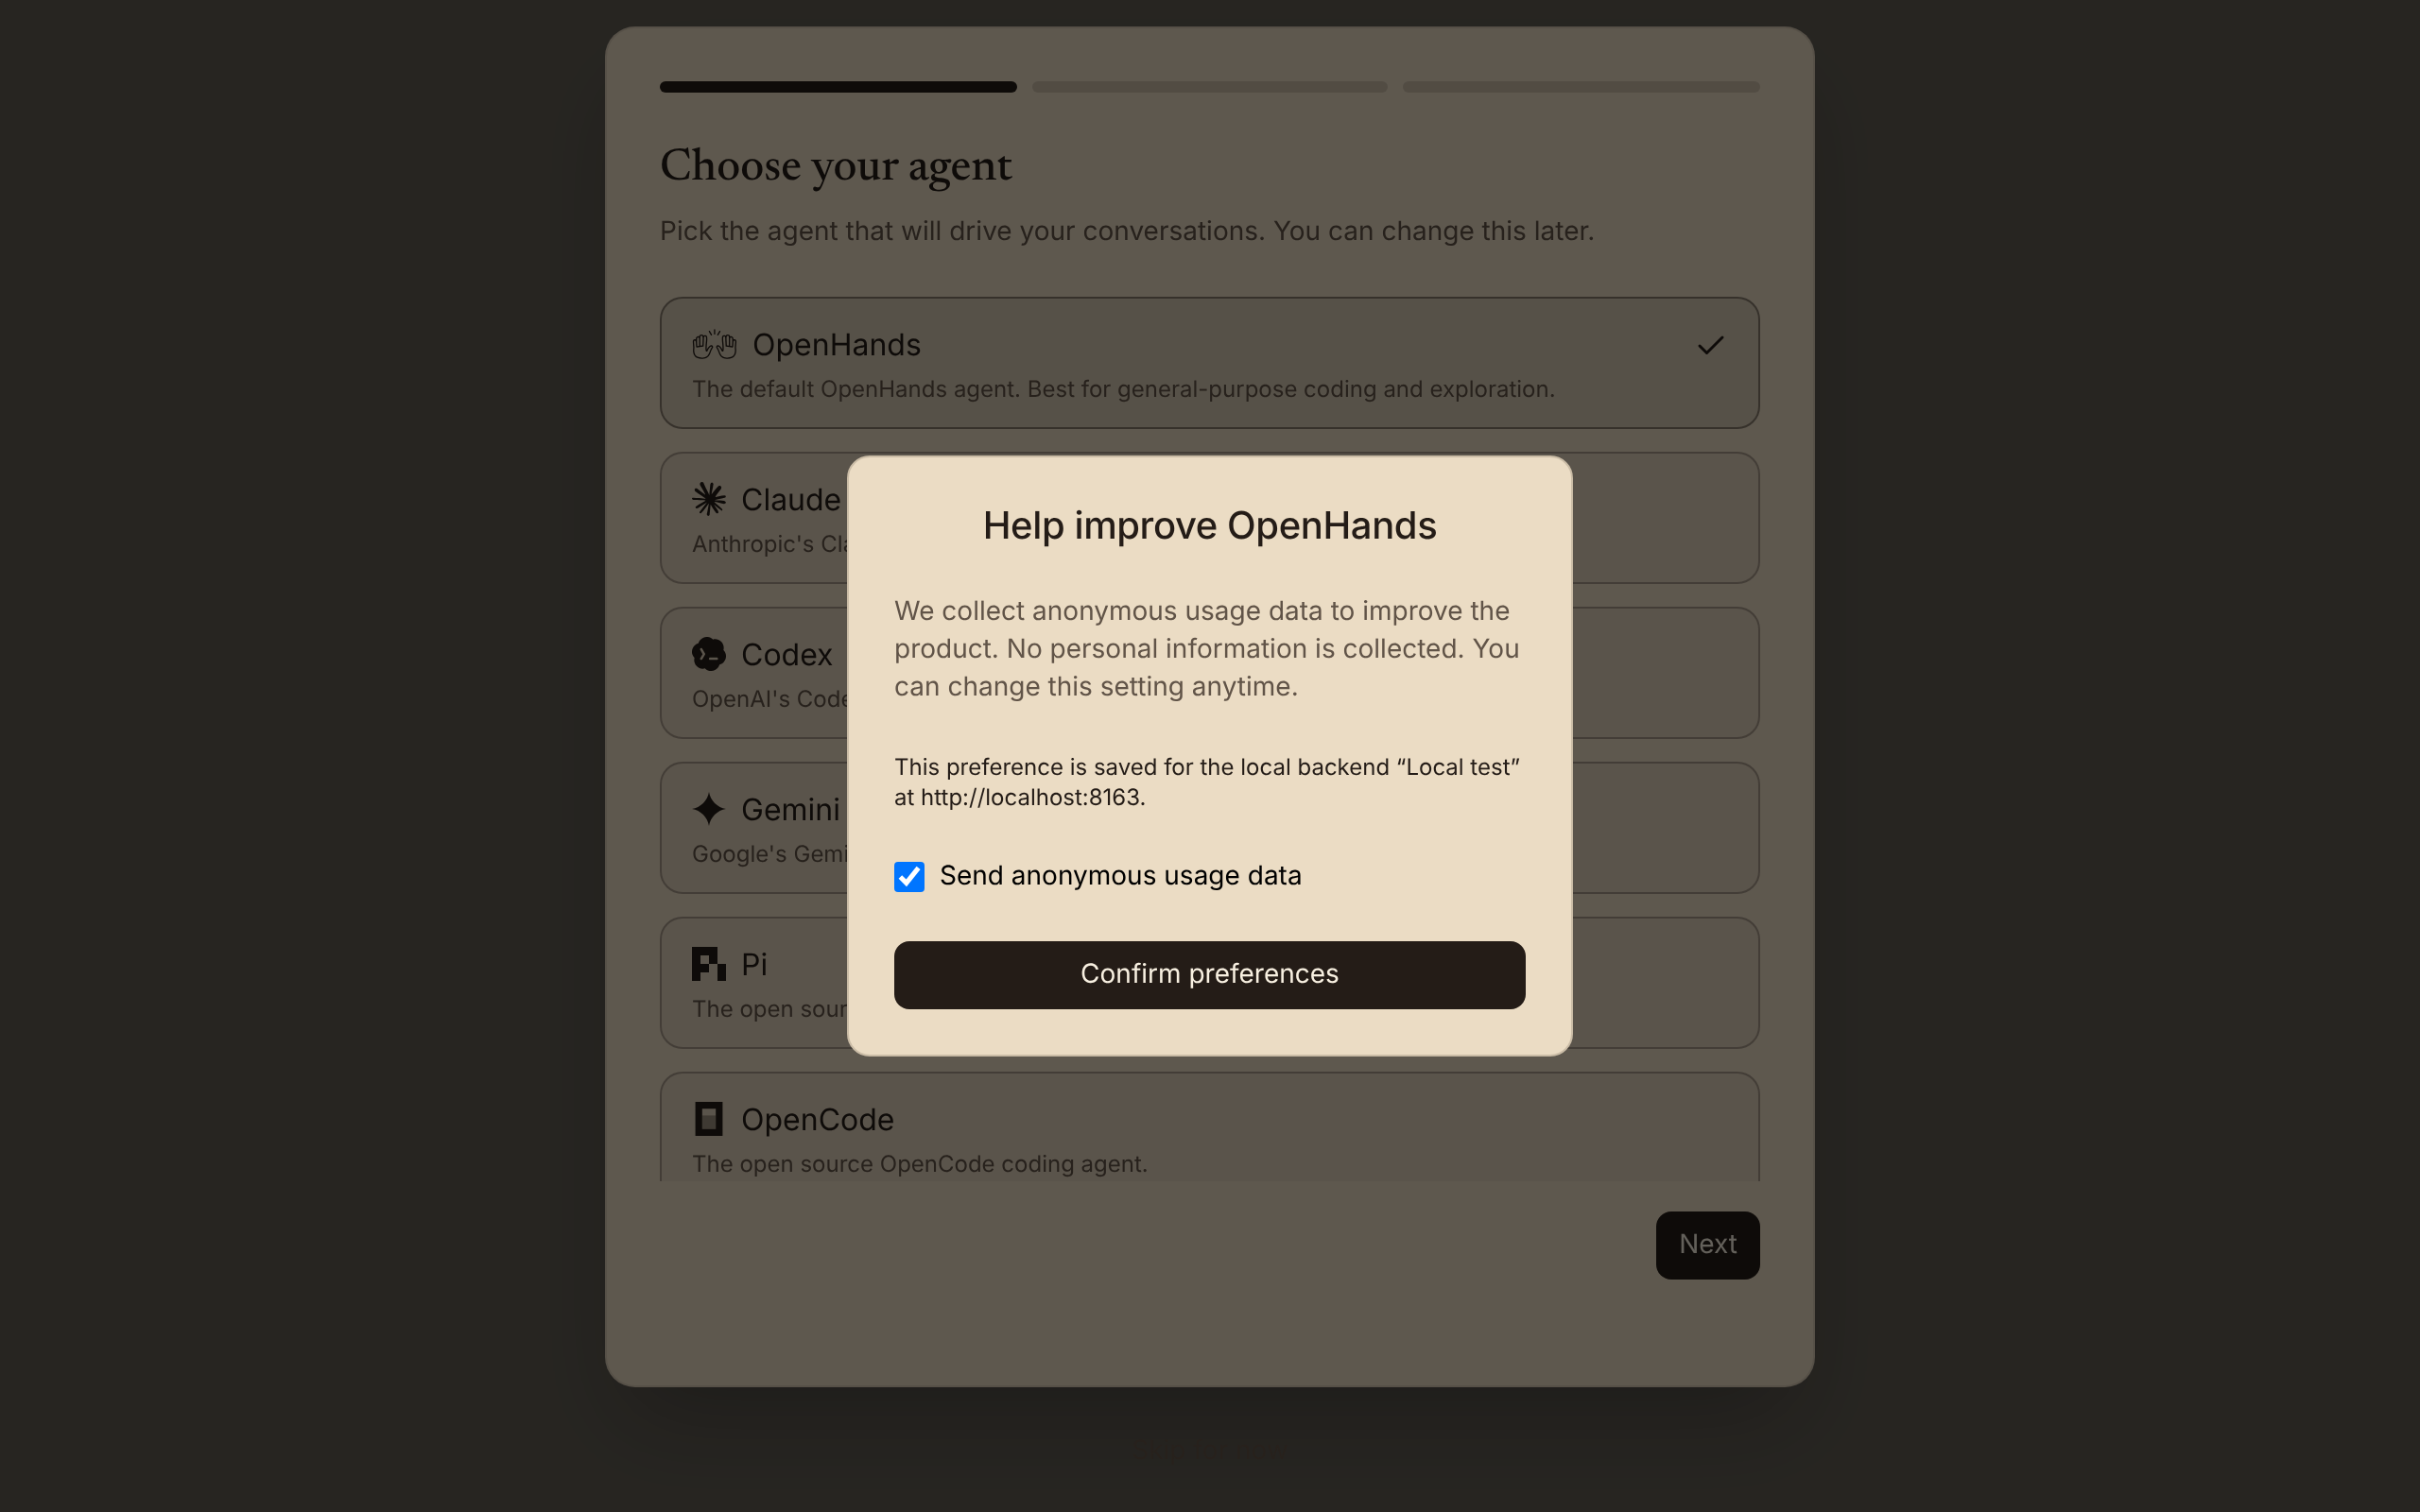 Choose your agent
Pick the agent that will drive your conversations. You can change this later.
OpenHands
The default OpenHands agent. Best for general-purpose coding and exploration.
Claude
Anthropic's
Codex
OpenAI's
Gemini
Google's
Pi
The open
OpenCode
The open source OpenCode coding agent.
Next
Help improve OpenHands
We collect anonymous usage data to improve the
product. No personal information is collected. You
can change this setting anytime.
This preference is saved for the local backend “Local test”
at http://localhost:8163.
Send anonymous usage data
Confirm preferences